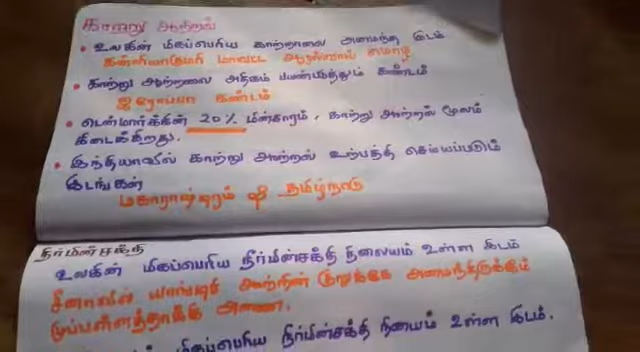 காற்று ஆற்றல்
• உலகின் மிகப்பெரிய காற்றாலை அமைந்த இடம்
கன்னியாகுமரி மாவட்ட ஆரல்வாய் மொழி
• காற்று ஆற்றலை அதிகம் பயன்படுத்தும் கண்டம்
ஐரோப்பா கண்டம்
• டென்மார்க்கின் 20% மின்சாரம், காற்று ஆற்றல் மூலம்
கிடைக்கிறது.
• இந்தியாவில் காற்று ஆற்றல் உற்பத்தி செய்யப்படும்
இடங்கள்
மகாராஷ்டிரம் தமிழ்நாடு
நீர்மின்சக்தி
உலகின் மிகப்பெரிய நீர்மின்சக்தி நிலையம் உள்ள இடம்
சீனாவில் யாங்ட்சி ஆற்றின் குறுக்கே அமைந்திருக்கும்
முப்பள்ளத்தாக்கு அணை.
மிகப்பெரிய நீர்மின்சக்தி நிலையம் உள்ள இடம்.